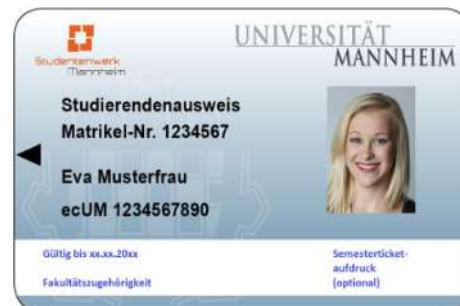 Studentenwerk
Mannheim
UNIVERSITÄT
MANNHEIM
Studierendenausweis
Matrikel-Nr. 1234567
Eva Musterfrau
ecUM 1234567890
Gültig bis xx.xx.20xx
Fakultätszugehörigkeit
Semesterticket-
aufdruck
(optional)